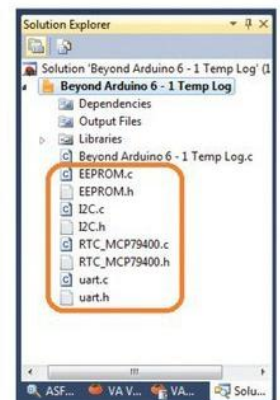 Solution Explorer
Solution 'Beyond Arduino 6 - 1 Temp Log' (1
Beyond Arduino 6 - 1 Temp Log
Dependencies
Output Files
Libraries
Beyond Arduino 6 - 1 Temp Log.c
EEPROM.c
EEPROM.h
I2C.c
I2C.h
RTC_MCP79400.c
RTC_MCP79400.h
uart.c
uart.h
ASF... VA V... VA... Solu...